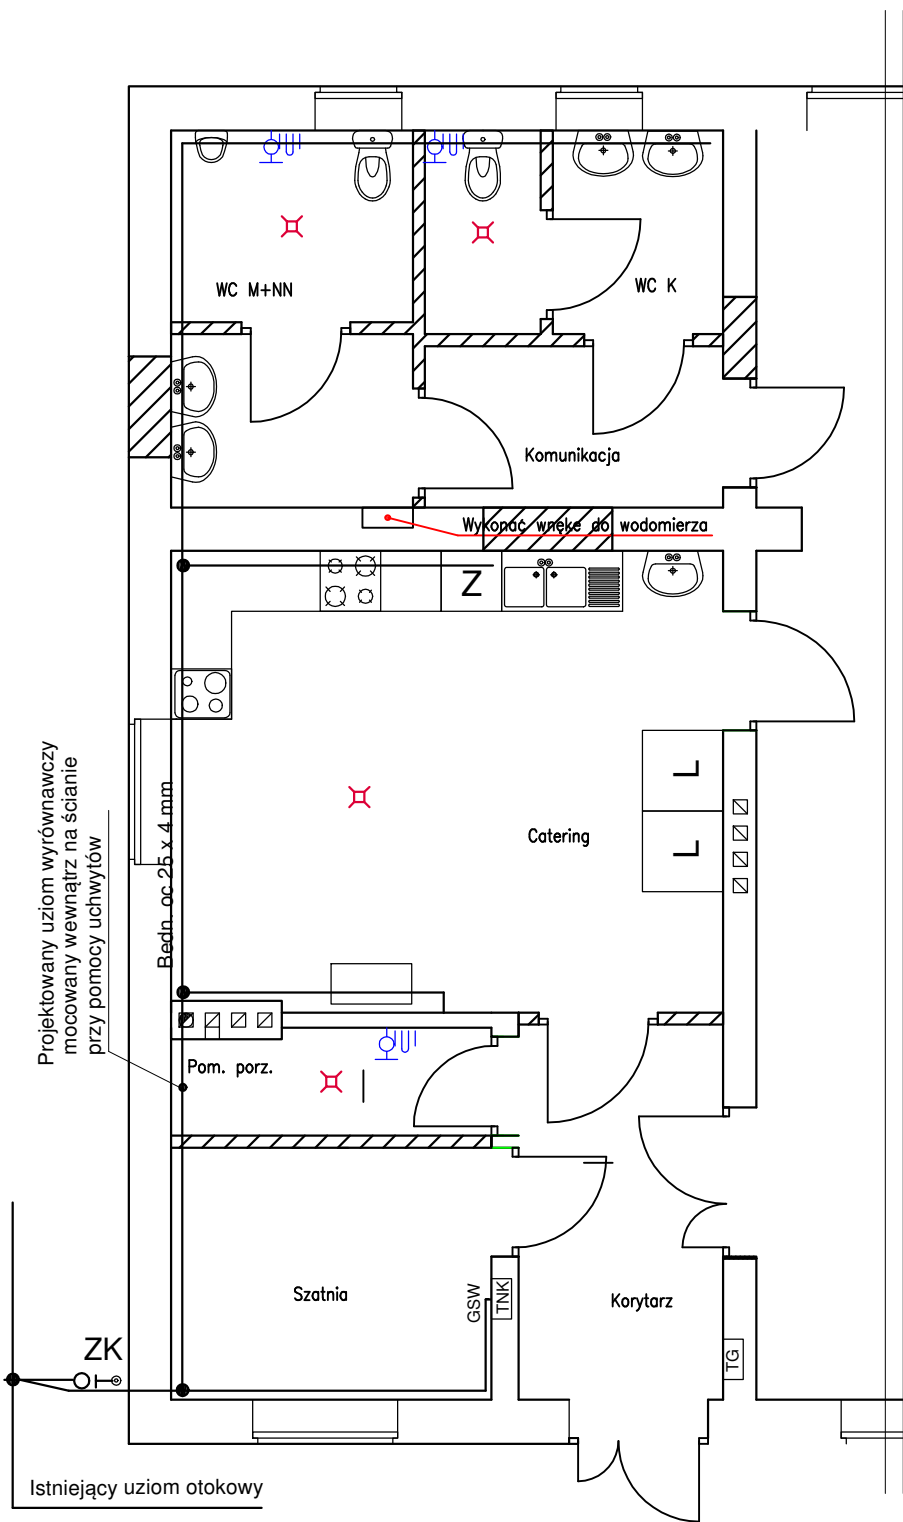 WC M+NN
WC K
Komunikacja
Wykonać wnękę do wodomierza
Z
L
L
Catering
Projektowany uziom wyrównawczy
mocowany wewnątrz na ścianie
przy pomocy uchwytów
Bedn. oc 25 x 4 mm
Pom. porz.
Szatnia
GSW
TNK
Korytarz
TG
ZK
Istniejący uziom otokowy